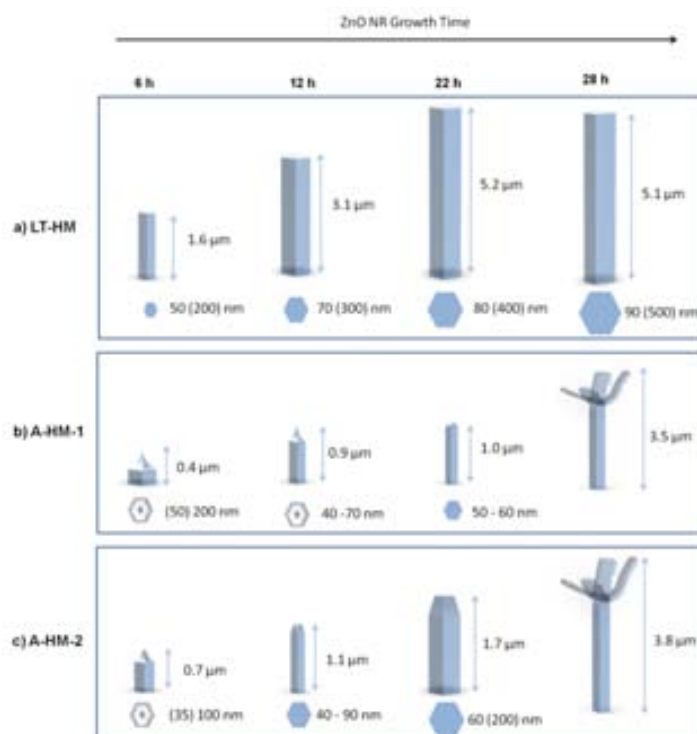 ZnO NR Growth Time
6 h 12 h 22 h 28 h
a) LT-HM
1.6 µm
3.1 µm
5.2 µm
5.1 µm
50 (200) nm
70 (300) nm
80 (400) nm
90 (500) nm
b) A-HM-1
0.4 µm
0.9 µm
1.0 µm
3.5 µm
(50) 200 nm
40 -70 nm
50 - 60 nm
c) A-HM-2
0.7 µm
1.1 µm
1.7 µm
3.8 µm
(35) 100 nm
40 - 90 nm
60 (200) nm